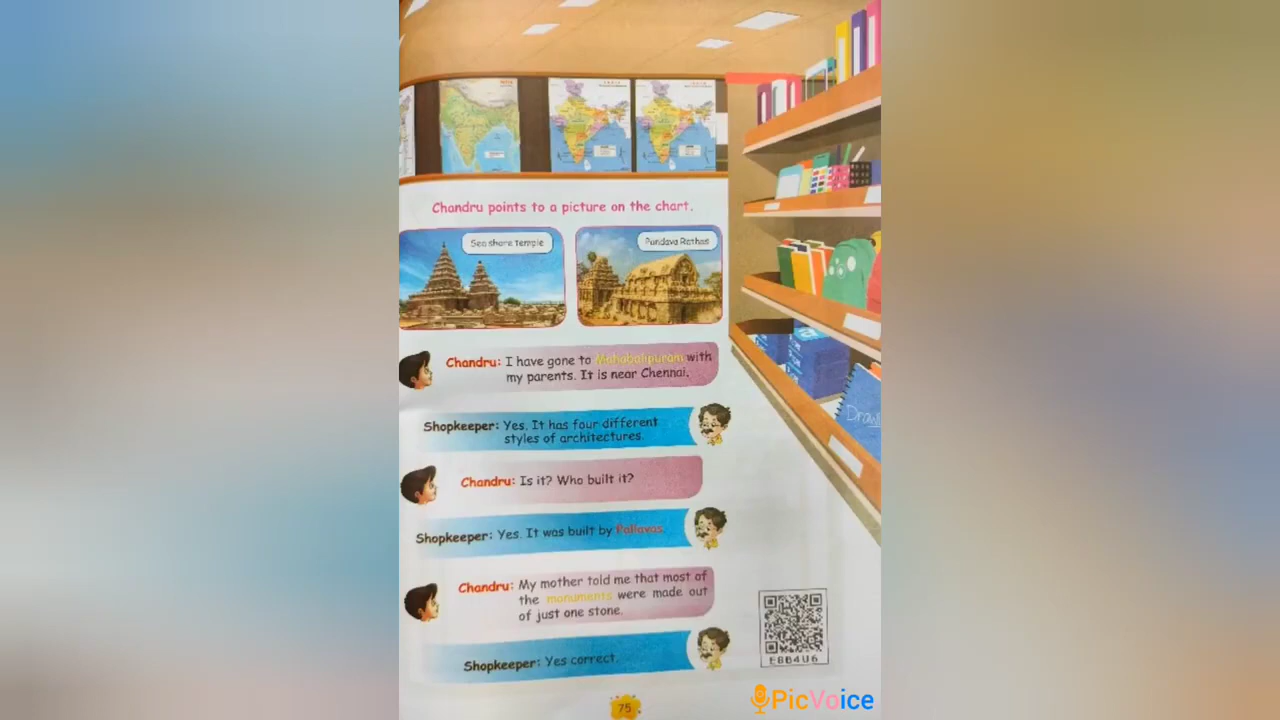 Chandru points to a picture on the chart.
Sea shore temple
Pandava Rathas
Chandru: I have gone to Mahabalipuram with
my parents. It is near Chennai.
Shopkeeper: Yes. It has four different
styles of architectures.
Chandru: Is it? Who built it?
Shopkeeper: Yes. It was built by Pallavas.
Chandru: My mother told me that most of
the monuments were made out
of just one stone.
Shopkeeper: Yes correct.
Draw
E8B4U6
75
PicVoice